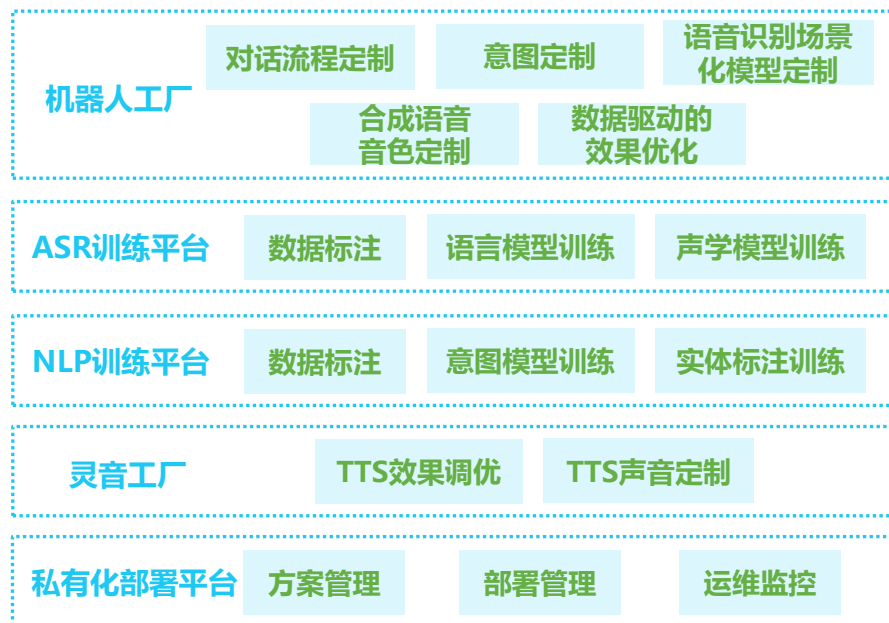 机器人工厂
对话流程定制
意图定制
语音识别场景
化模型定制
合成语音
音色定制
数据驱动的
效果优化
ASR训练平台
数据标注
语言模型训练
声学模型训练
NLP训练平台
数据标注
意图模型训练
实体标注训练
灵音工厂
TTS效果调优
TTS声音定制
私有化部署平台
方案管理
部署管理
运维监控